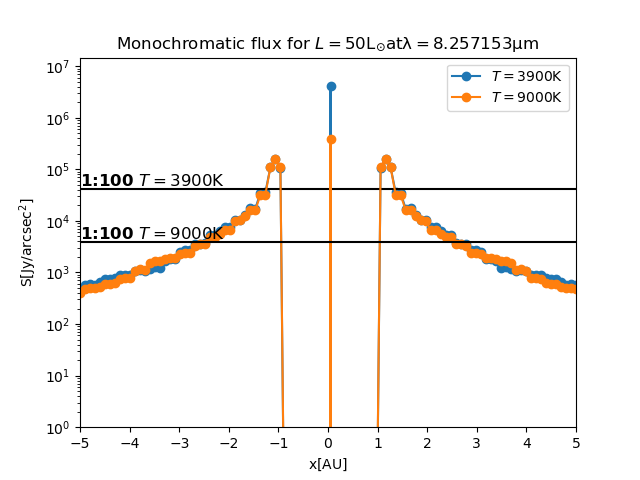 Monochromatic flux for L = 50L⊙atλ = 8.257153μm
T = 3900K
T = 9000K
1:100 T = 3900K
1:100 T = 9000K
S[Jy/arcsec²]
10⁷
10⁶
10⁵
10⁴
10³
10²
10¹
10⁰
−5 −4 −3 −2 −1 0 1 2 3 4 5
x[AU]